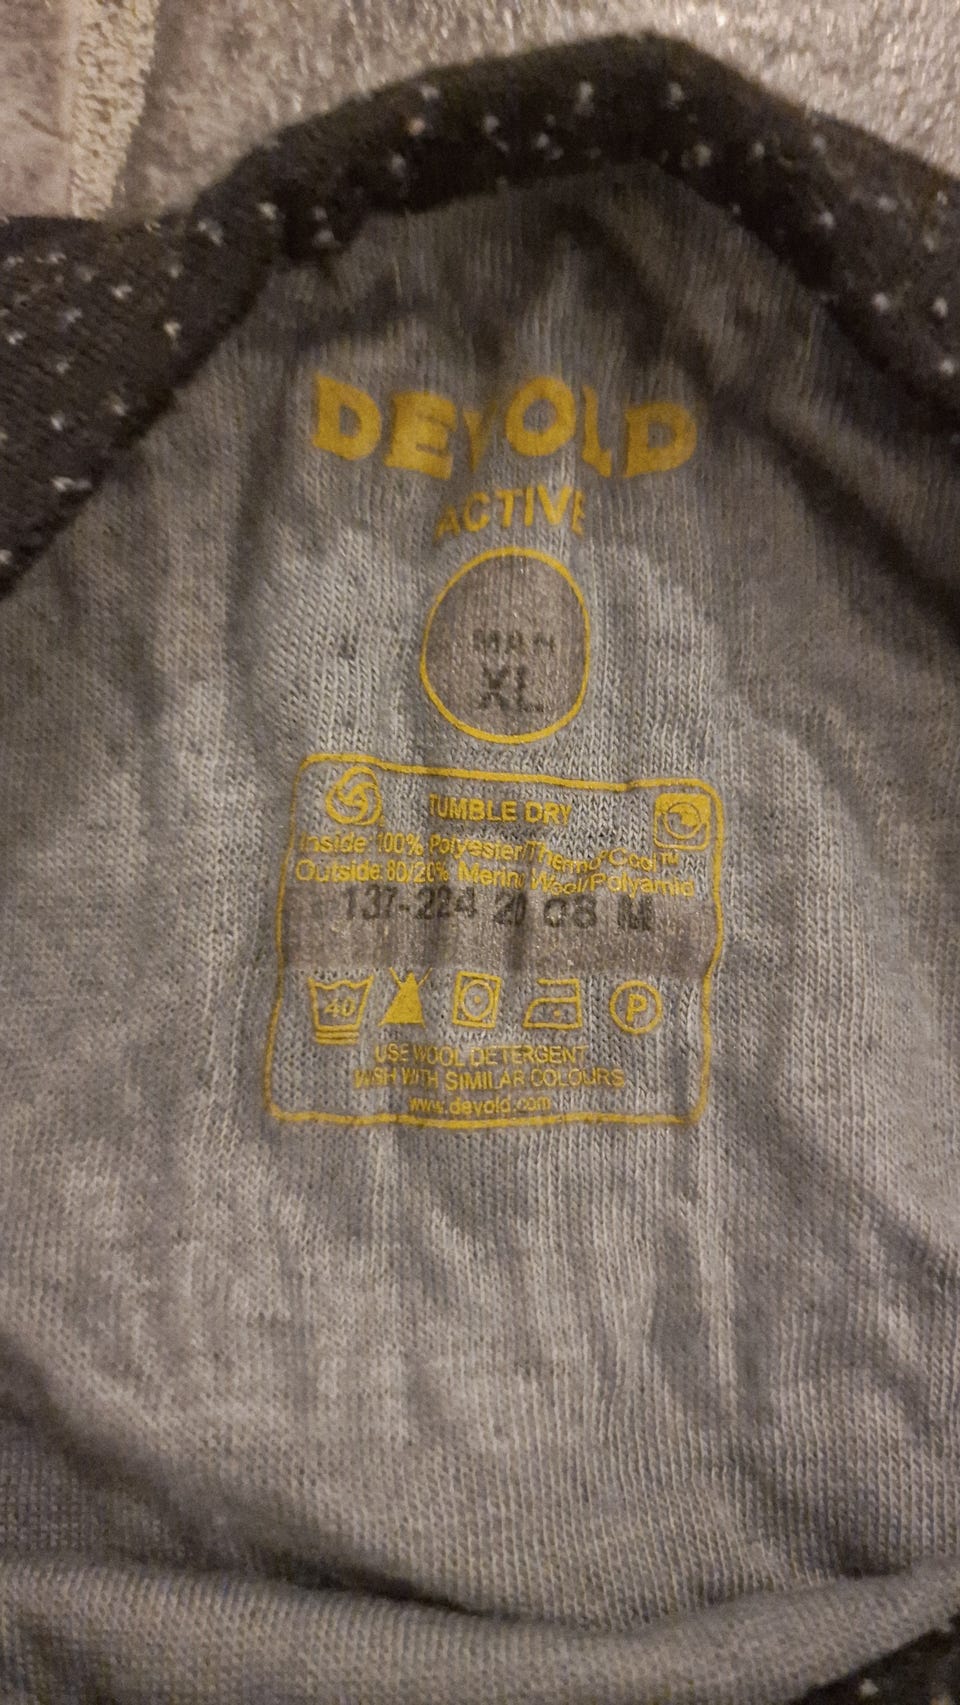 DEVOLD
ACTIVE
MAN
XL
TUMBLE DRY
Inside: 100% Polyester/Thermo°Cool™
Outside: 80/20% Merino Wool/Polyamid
137-224 20 08 M
40
P
USE WOOL DETERGENT
WASH WITH SIMILAR COLOURS
www.devold.com